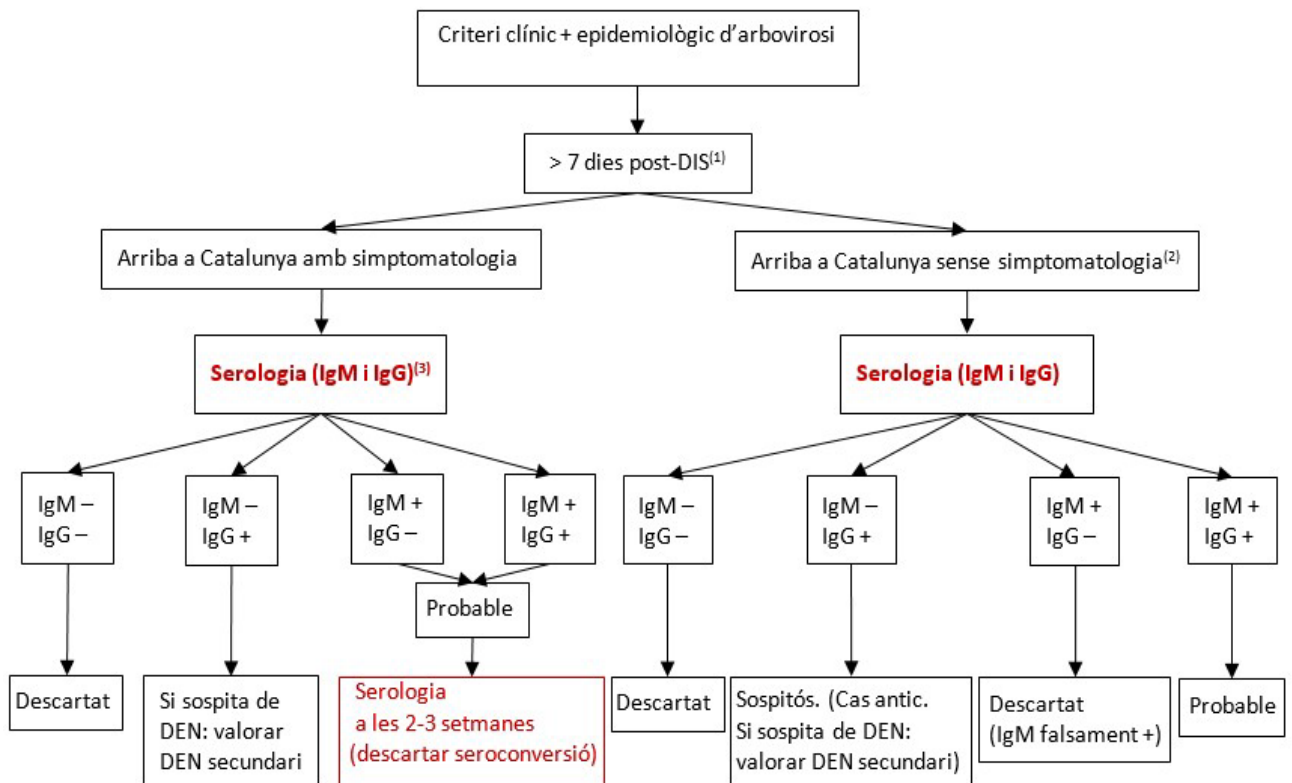 Criteri clínic + epidemiològic d’arbovirosi
> 7 dies post-DIS(1)
Arriba a Catalunya amb simptomatologia
Arriba a Catalunya sense simptomatologia(2)
Serologia (IgM i IgG)(3)
Serologia (IgM i IgG)
IgM –
IgG –
IgM –
IgG +
IgM +
IgG –
IgM +
IgG +
IgM –
IgG –
IgM –
IgG +
IgM +
IgG –
IgM +
IgG +
Probable
Descartat
Si sospita de
DEN: valorar
DEN secundari
Serologia
a les 2-3 setmanes
(descartar seroconversió)
Descartat
Sospitós. (Cas antic.
Si sospita de DEN:
valorar DEN secundari)
Descartat
(IgM falsament +)
Probable